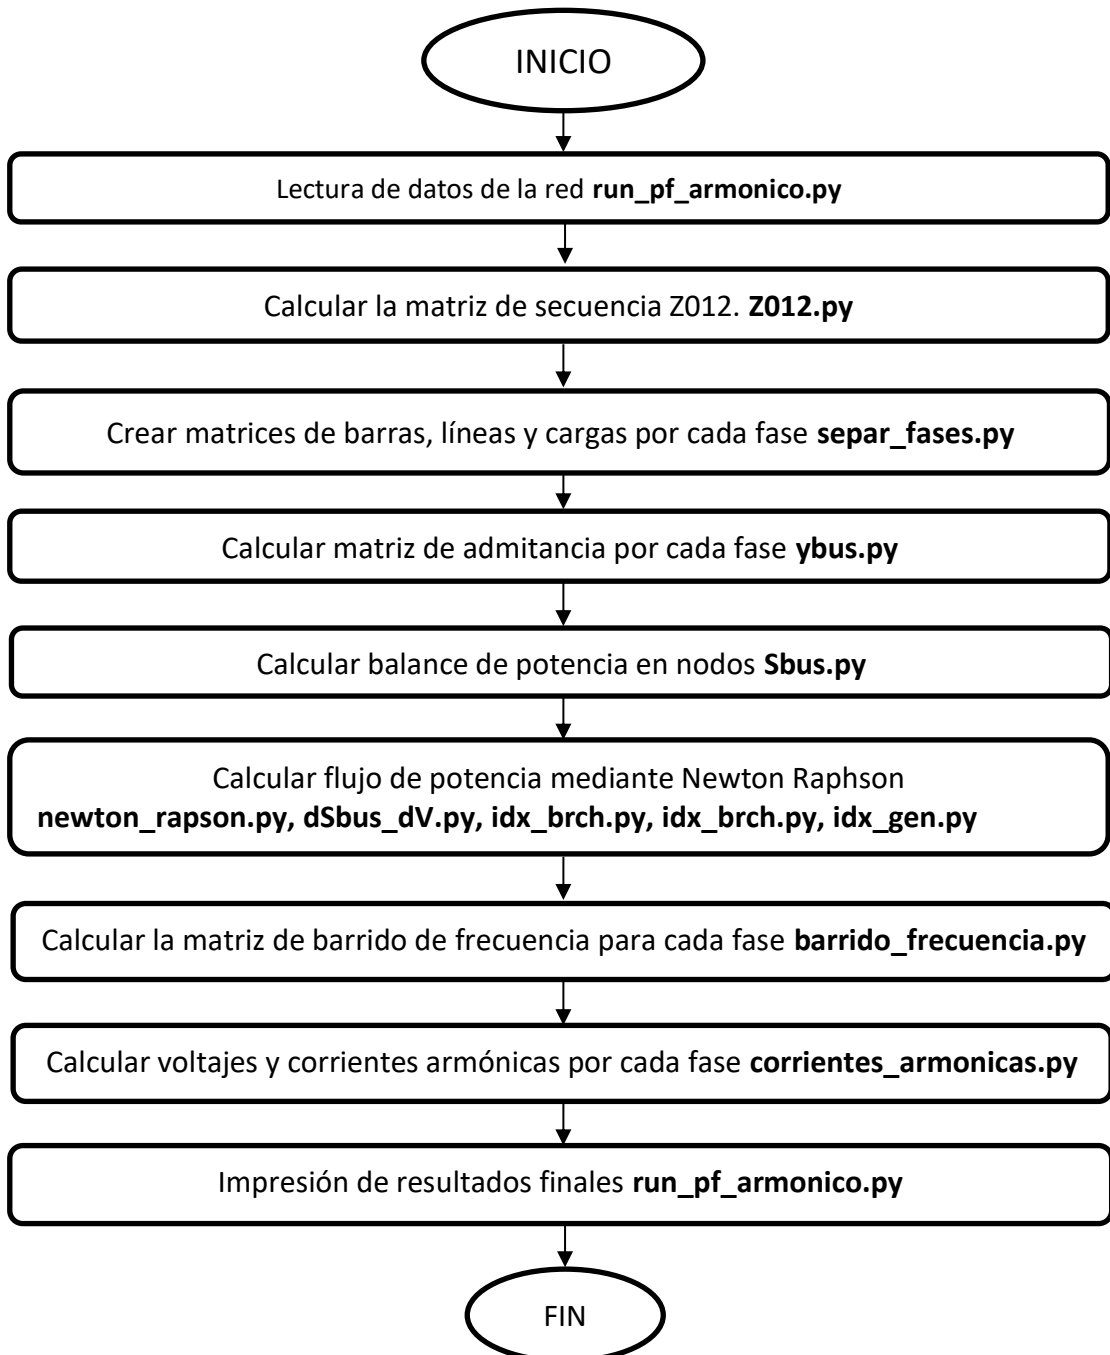 INICIO
Lectura de datos de la red run_pf_armonico.py
Calcular la matriz de secuencia Z012. Z012.py
Crear matrices de barras, líneas y cargas por cada fase separ_fases.py
Calcular matriz de admitancia por cada fase ybus.py
Calcular balance de potencia en nodos Sbus.py
Calcular flujo de potencia mediante Newton Raphson
newton_rapson.py, dSbus_dV.py, idx_brch.py, idx_brch.py, idx_gen.py
Calcular la matriz de barrido de frecuencia para cada fase barrido_frecuencia.py
Calcular voltajes y corrientes armónicas por cada fase corrientes_armonicas.py
Impresión de resultados finales run_pf_armonico.py
FIN